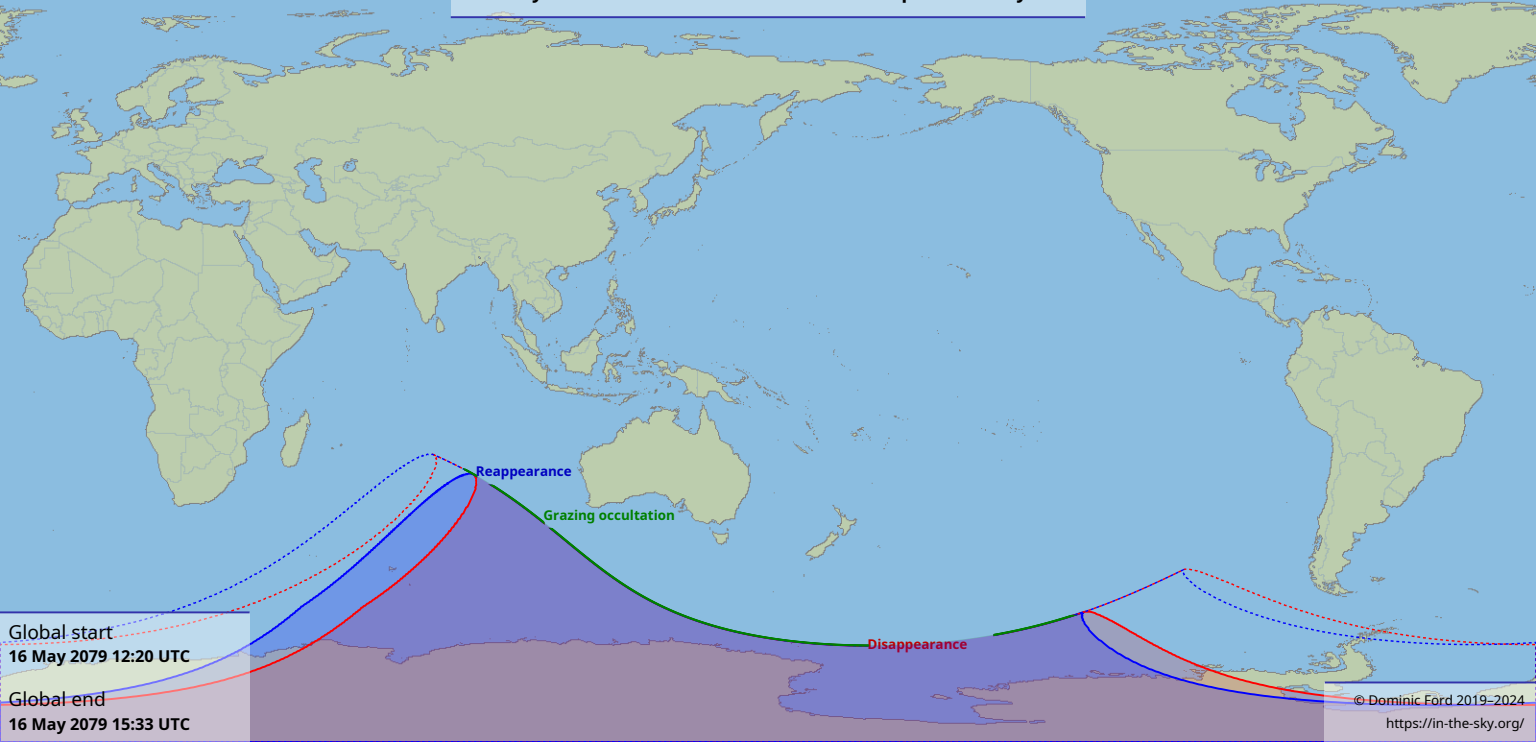 Reappearance
Grazing occultation
Disappearance
Global start
16 May 2079 12:20 UTC
Global end
16 May 2079 15:33 UTC
© Dominic Ford 2019–2024
https://in-the-sky.org/